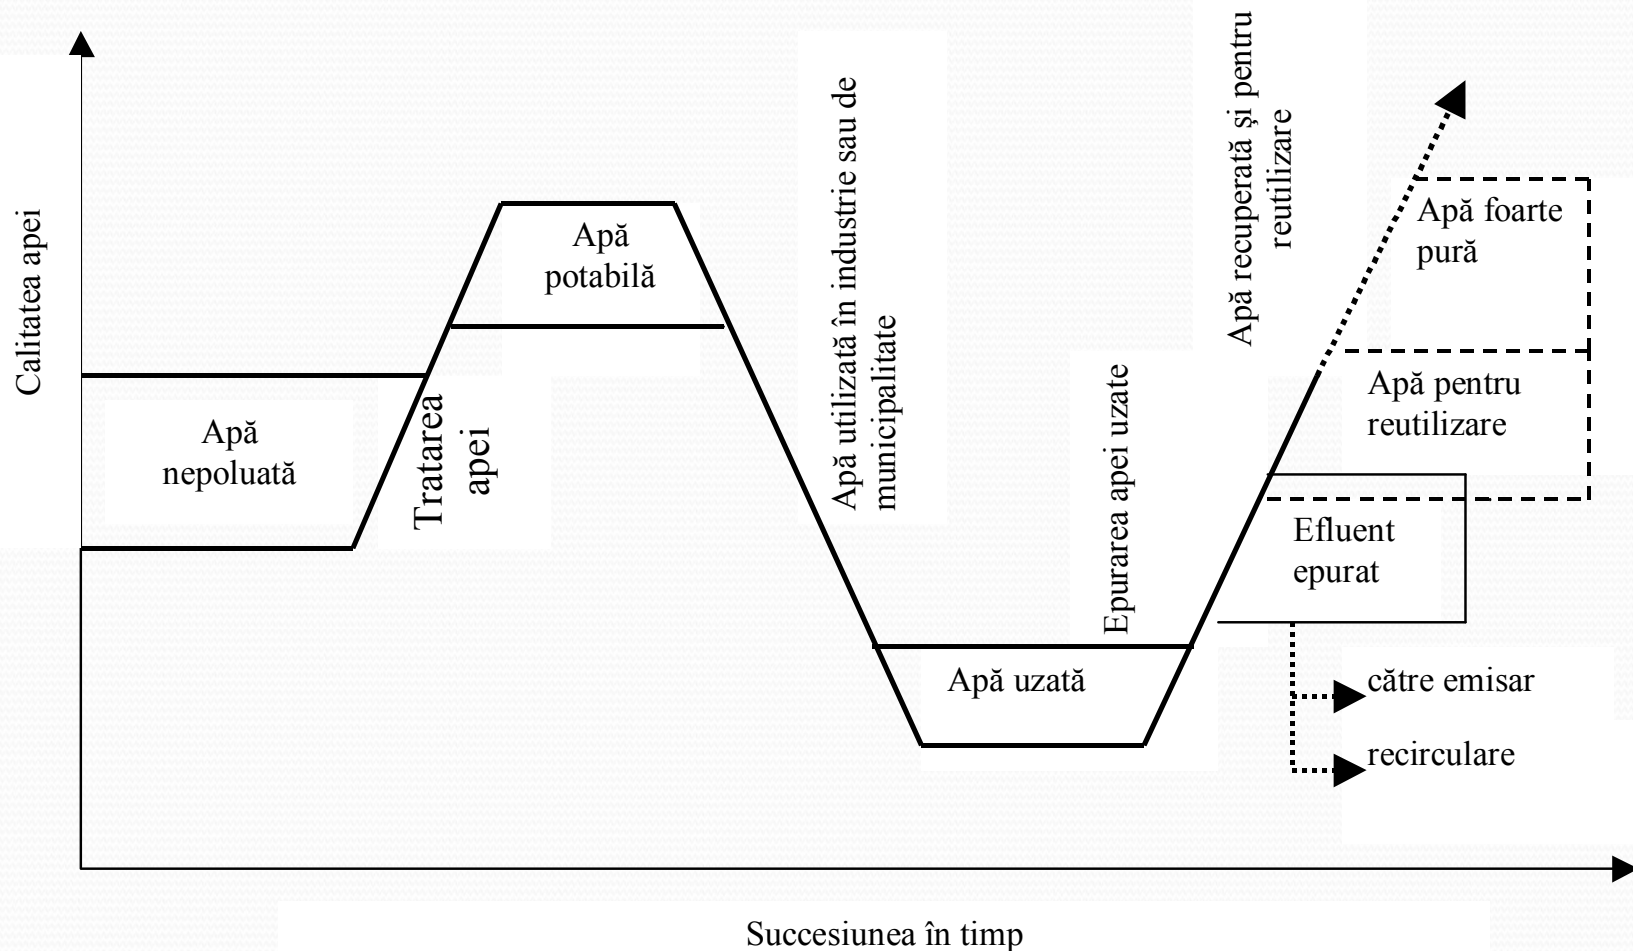 Calitatea apei
Apă
nepoluată
Tratarea
apei
Apă
potabilă
Apă utilizată în industrie sau de
municipalitate
Apă uzată
Epurarea apei uzate
Apă recuperată şi pentru
reutilizare
Apă foarte
pură
Apă pentru
reutilizare
Efluent
epurat
către emisar
recirculare
Succesiunea în timp